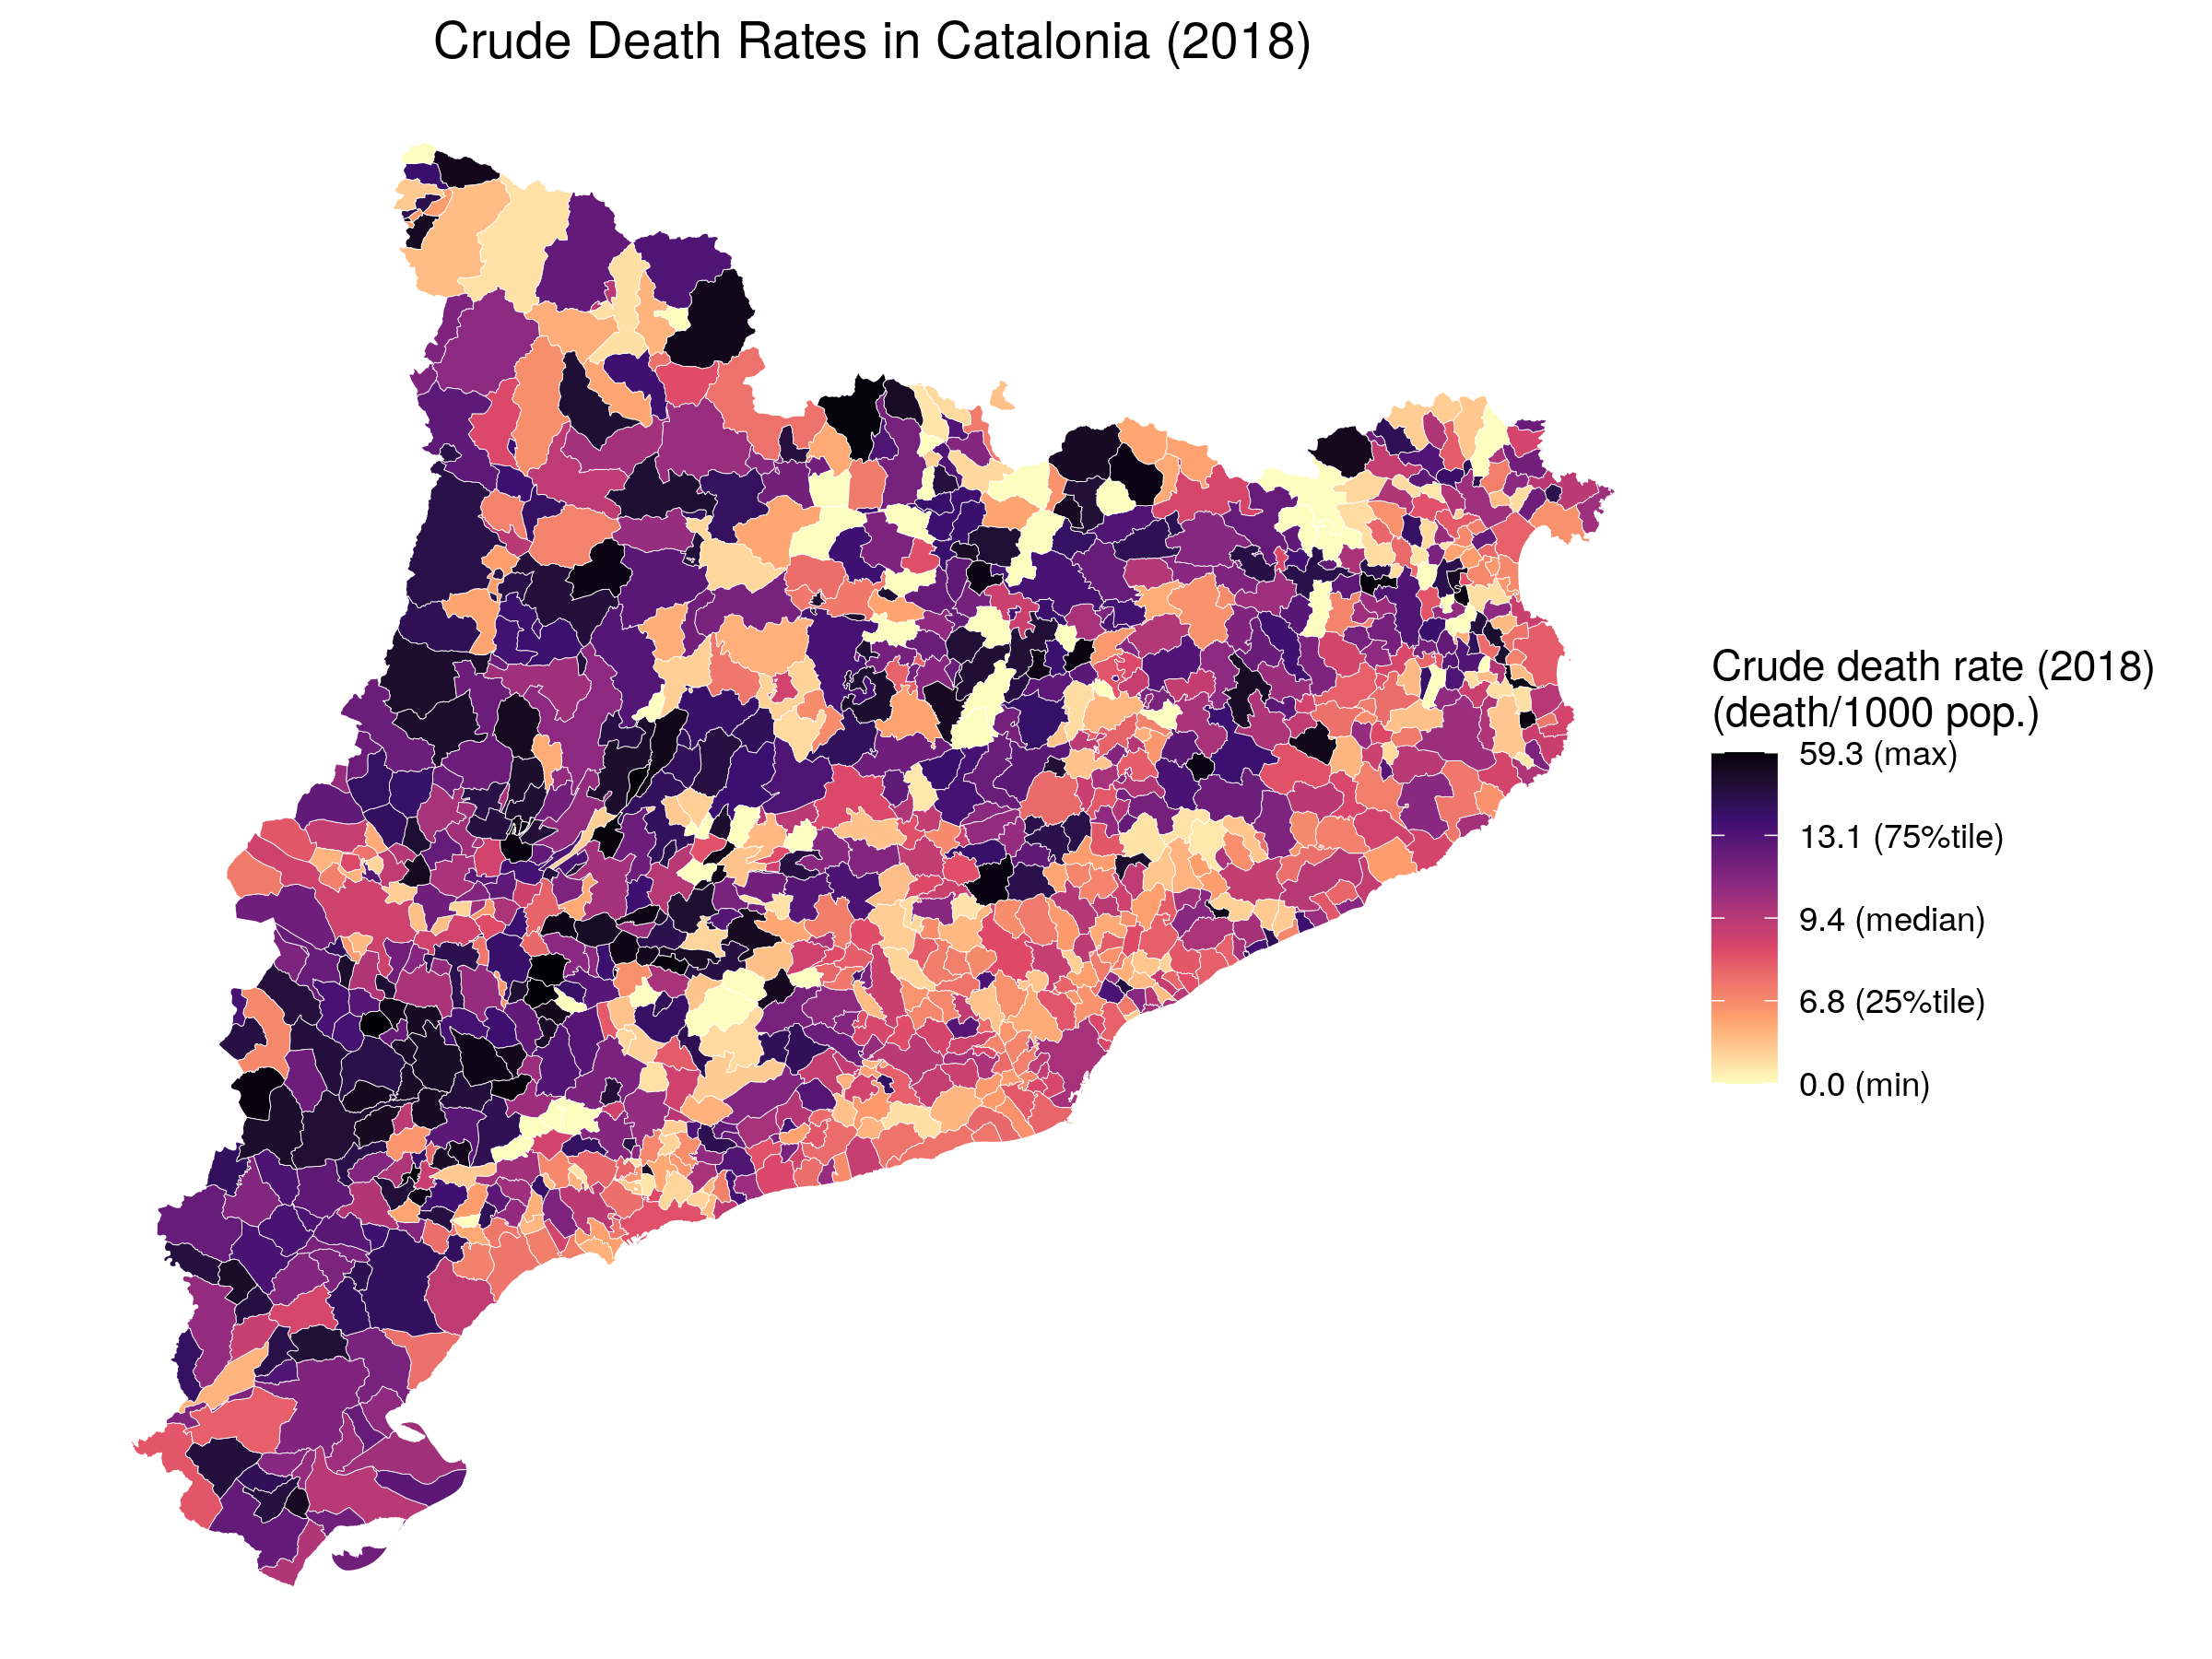 Crude Death Rates in Catalonia (2018)
Crude death rate (2018)
(death/1000 pop.)
59.3 (max)
13.1 (75%tile)
9.4 (median)
6.8 (25%tile)
0.0 (min)